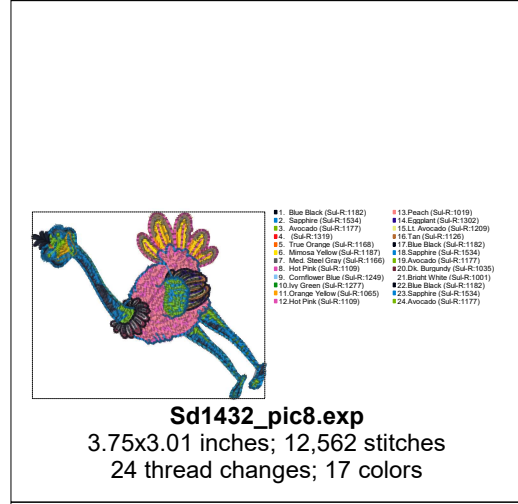 1. Blue Black (Sul-R:1182)
2. Sapphire (Sul-R:1534)
3. Avocado (Sul-R:1177)
4. (Sul-R:1319)
5. True Orange (Sul-R:1168)
6. Mimosa Yellow (Sul-R:1187)
7. Med. Steel Gray (Sul-R:1166)
8. Hot Pink (Sul-R:1109)
9. Cornflower Blue (Sul-R:1249)
10.Ivy Green (Sul-R:1277)
11.Orange Yellow (Sul-R:1065)
12.Hot Pink (Sul-R:1109)
13.Peach (Sul-R:1019)
14.Eggplant (Sul-R:1302)
15.Lt. Avocado (Sul-R:1209)
16.Tan (Sul-R:1126)
17.Blue Black (Sul-R:1182)
18.Sapphire (Sul-R:1534)
19.Avocado (Sul-R:1177)
20.Dk. Burgundy (Sul-R:1035)
21.Bright White (Sul-R:1001)
22.Blue Black (Sul-R:1182)
23.Sapphire (Sul-R:1534)
24.Avocado (Sul-R:1177)
Sd1432_pic8.exp
3.75x3.01 inches; 12,562 stitches
24 thread changes; 17 colors